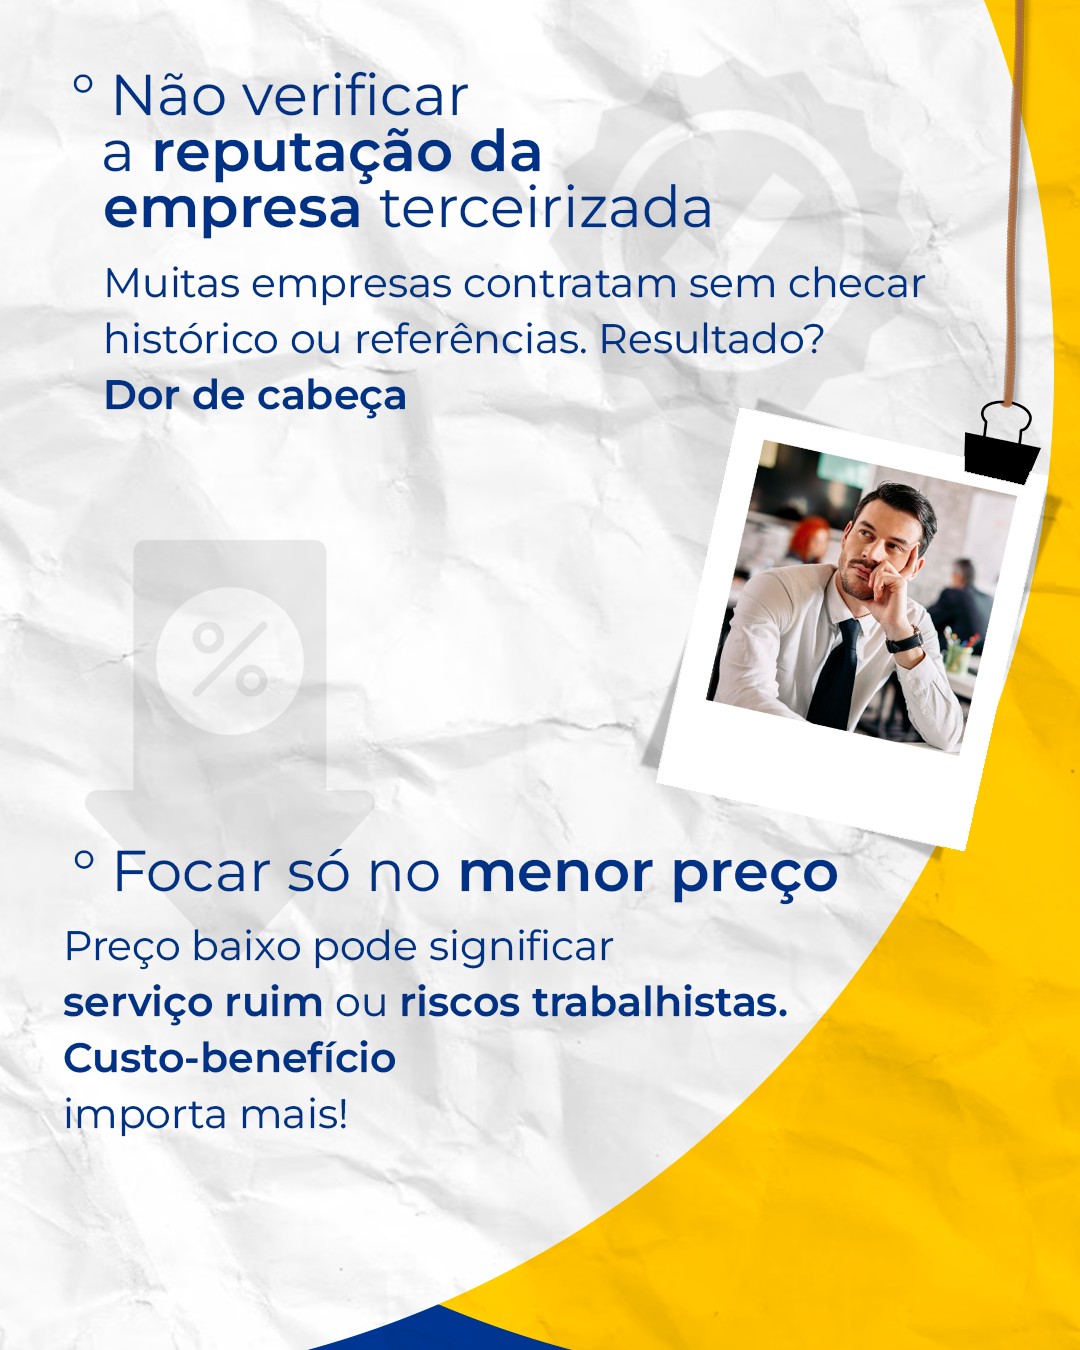 ° Não verificar
a reputação da
empresa terceirizada
Muitas empresas contratam sem checar
histórico ou referências. Resultado?
Dor de cabeça
%
° Focar só no menor preço
Preço baixo pode significar
serviço ruim ou riscos trabalhistas.
Custo-benefício
importa mais!